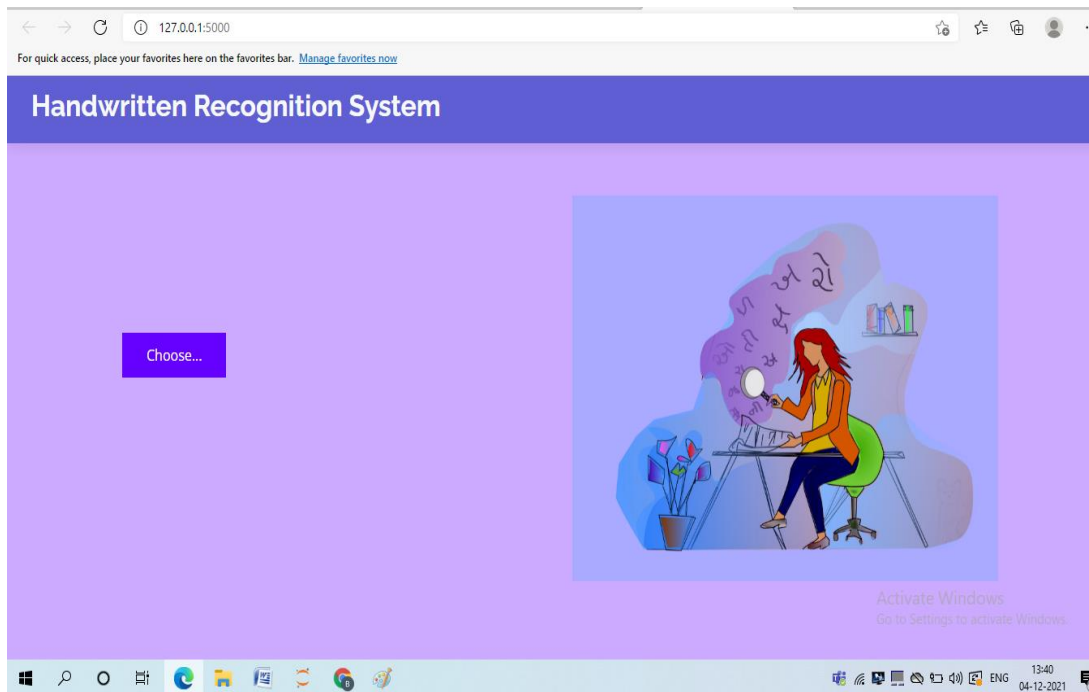 127.0.0.1:5000
For quick access, place your favorites here on the favorites bar. Manage favorites now
Handwritten Recognition System
Choose...
Activate Windows
Go to Settings to activate Windows.
ENG
13:40
04-12-2021